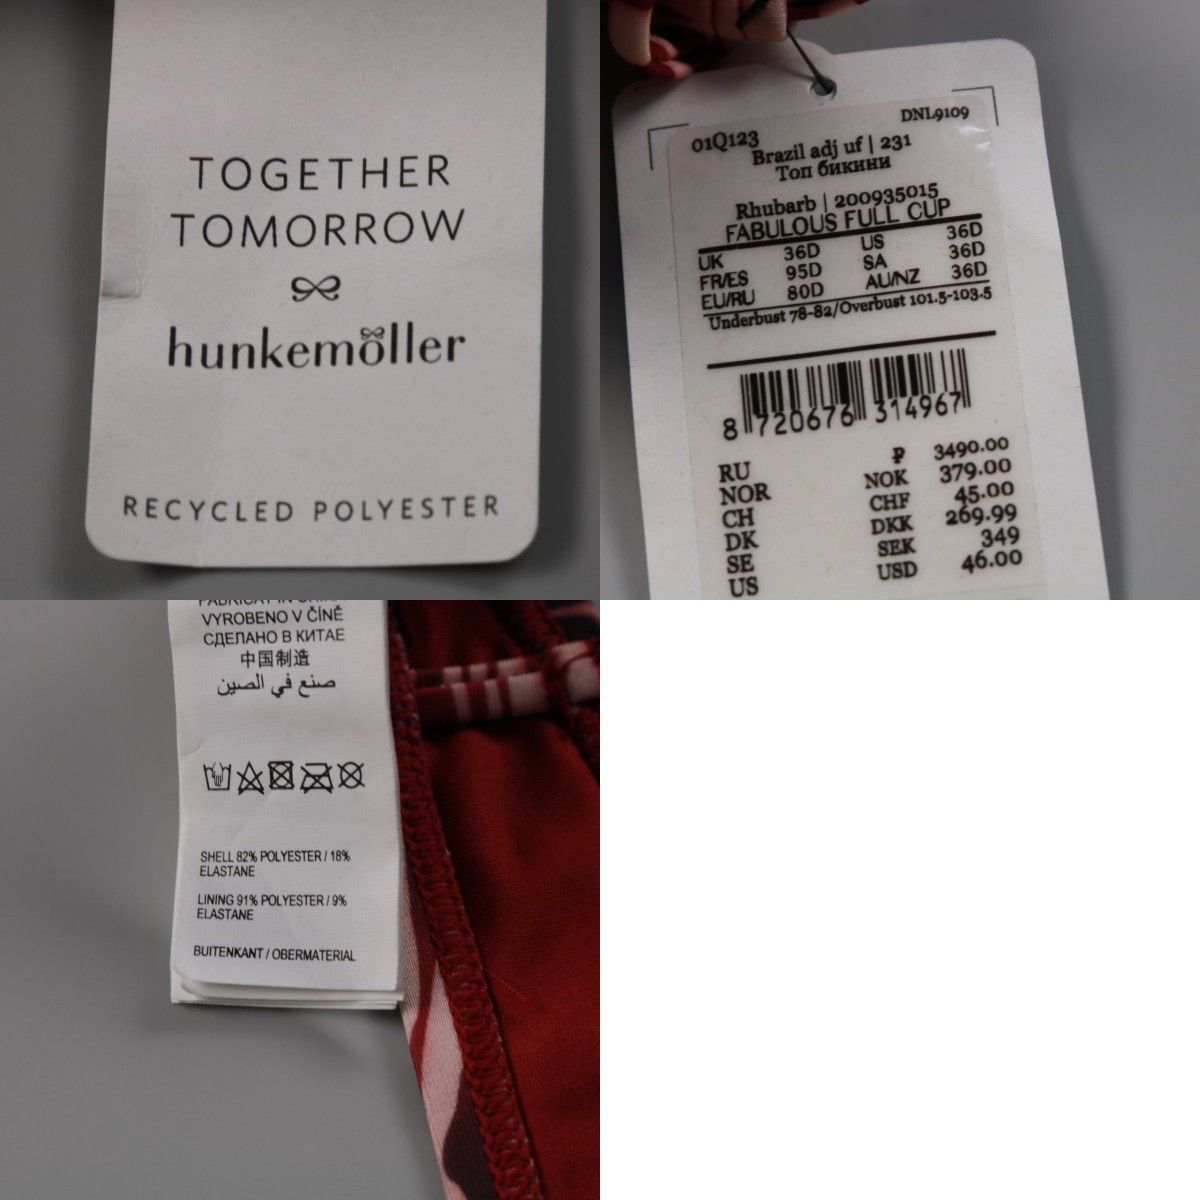 TOGETHER
TOMORROW
hunkemöller
RECYCLED POLYESTER
DNL9109
01Q123
Brazil adj uf | 231
Топ бикини
Rhubarb | 200935015
FABULOUS FULL CUP
UK 36D US 36D
FR/ES 95D SA 36D
EU/RU 80D AU/NZ 36D
Underbust 78-82/Overbust 101.5-103.5
8 720676 314967
RU ₽ 3490.00
NOR NOK 379.00
CH CHF 45.00
DK DKK 269.99
SE SEK 349
US USD 46.00
VYROBENO V ČÍNĚ
СДЕЛАНО В КИТАЕ
中国制造
صنع في الصين
SHELL 82% POLYESTER / 18%
ELASTANE
LINING 91% POLYESTER / 9%
ELASTANE
BUITENKANT / OBERMATERIAL